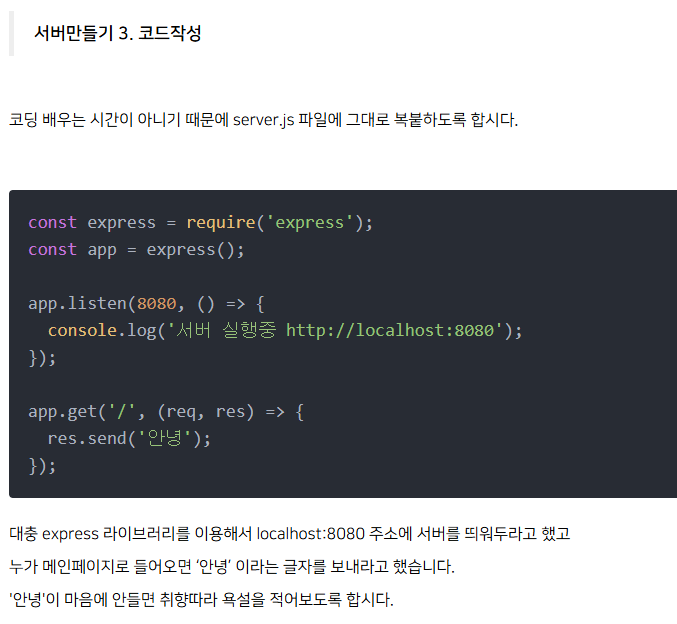 서버만들기 3. 코드작성
코딩 배우는 시간이 아니기 때문에 server.js 파일에 그대로 복붙하도록 합시다.
const express = require('express');
const app = express();
app.listen(8080, () => {
  console.log('서버 실행중 http://localhost:8080');
});
app.get('/', (req, res) => {
  res.send('안녕');
});
대충 express 라이브러리를 이용해서 localhost:8080 주소에 서버를 띄워두라고 했고
누가 메인페이지로 들어오면 ‘안녕’ 이라는 글자를 보내라고 했습니다.
'안녕'이 마음에 안들면 취향따라 욕설을 적어보도록 합시다.